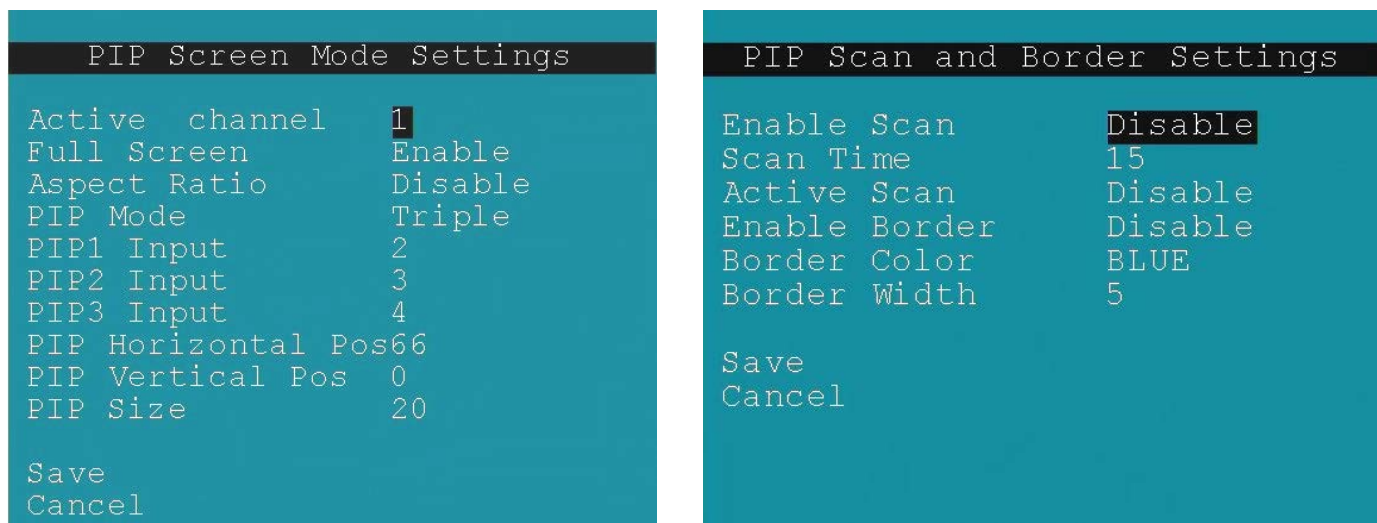 PIP Screen Mode Settings
Active channel 1
Full Screen Enable
Aspect Ratio Disable
PIP Mode Triple
PIP1 Input 2
PIP2 Input 3
PIP3 Input 4
PIP Horizontal Pos66
PIP Vertical Pos 0
PIP Size 20
Save
Cancel
PIP Scan and Border Settings
Enable Scan Disable
Scan Time 15
Active Scan Disable
Enable Border Disable
Border Color BLUE
Border Width 5
Save
Cancel